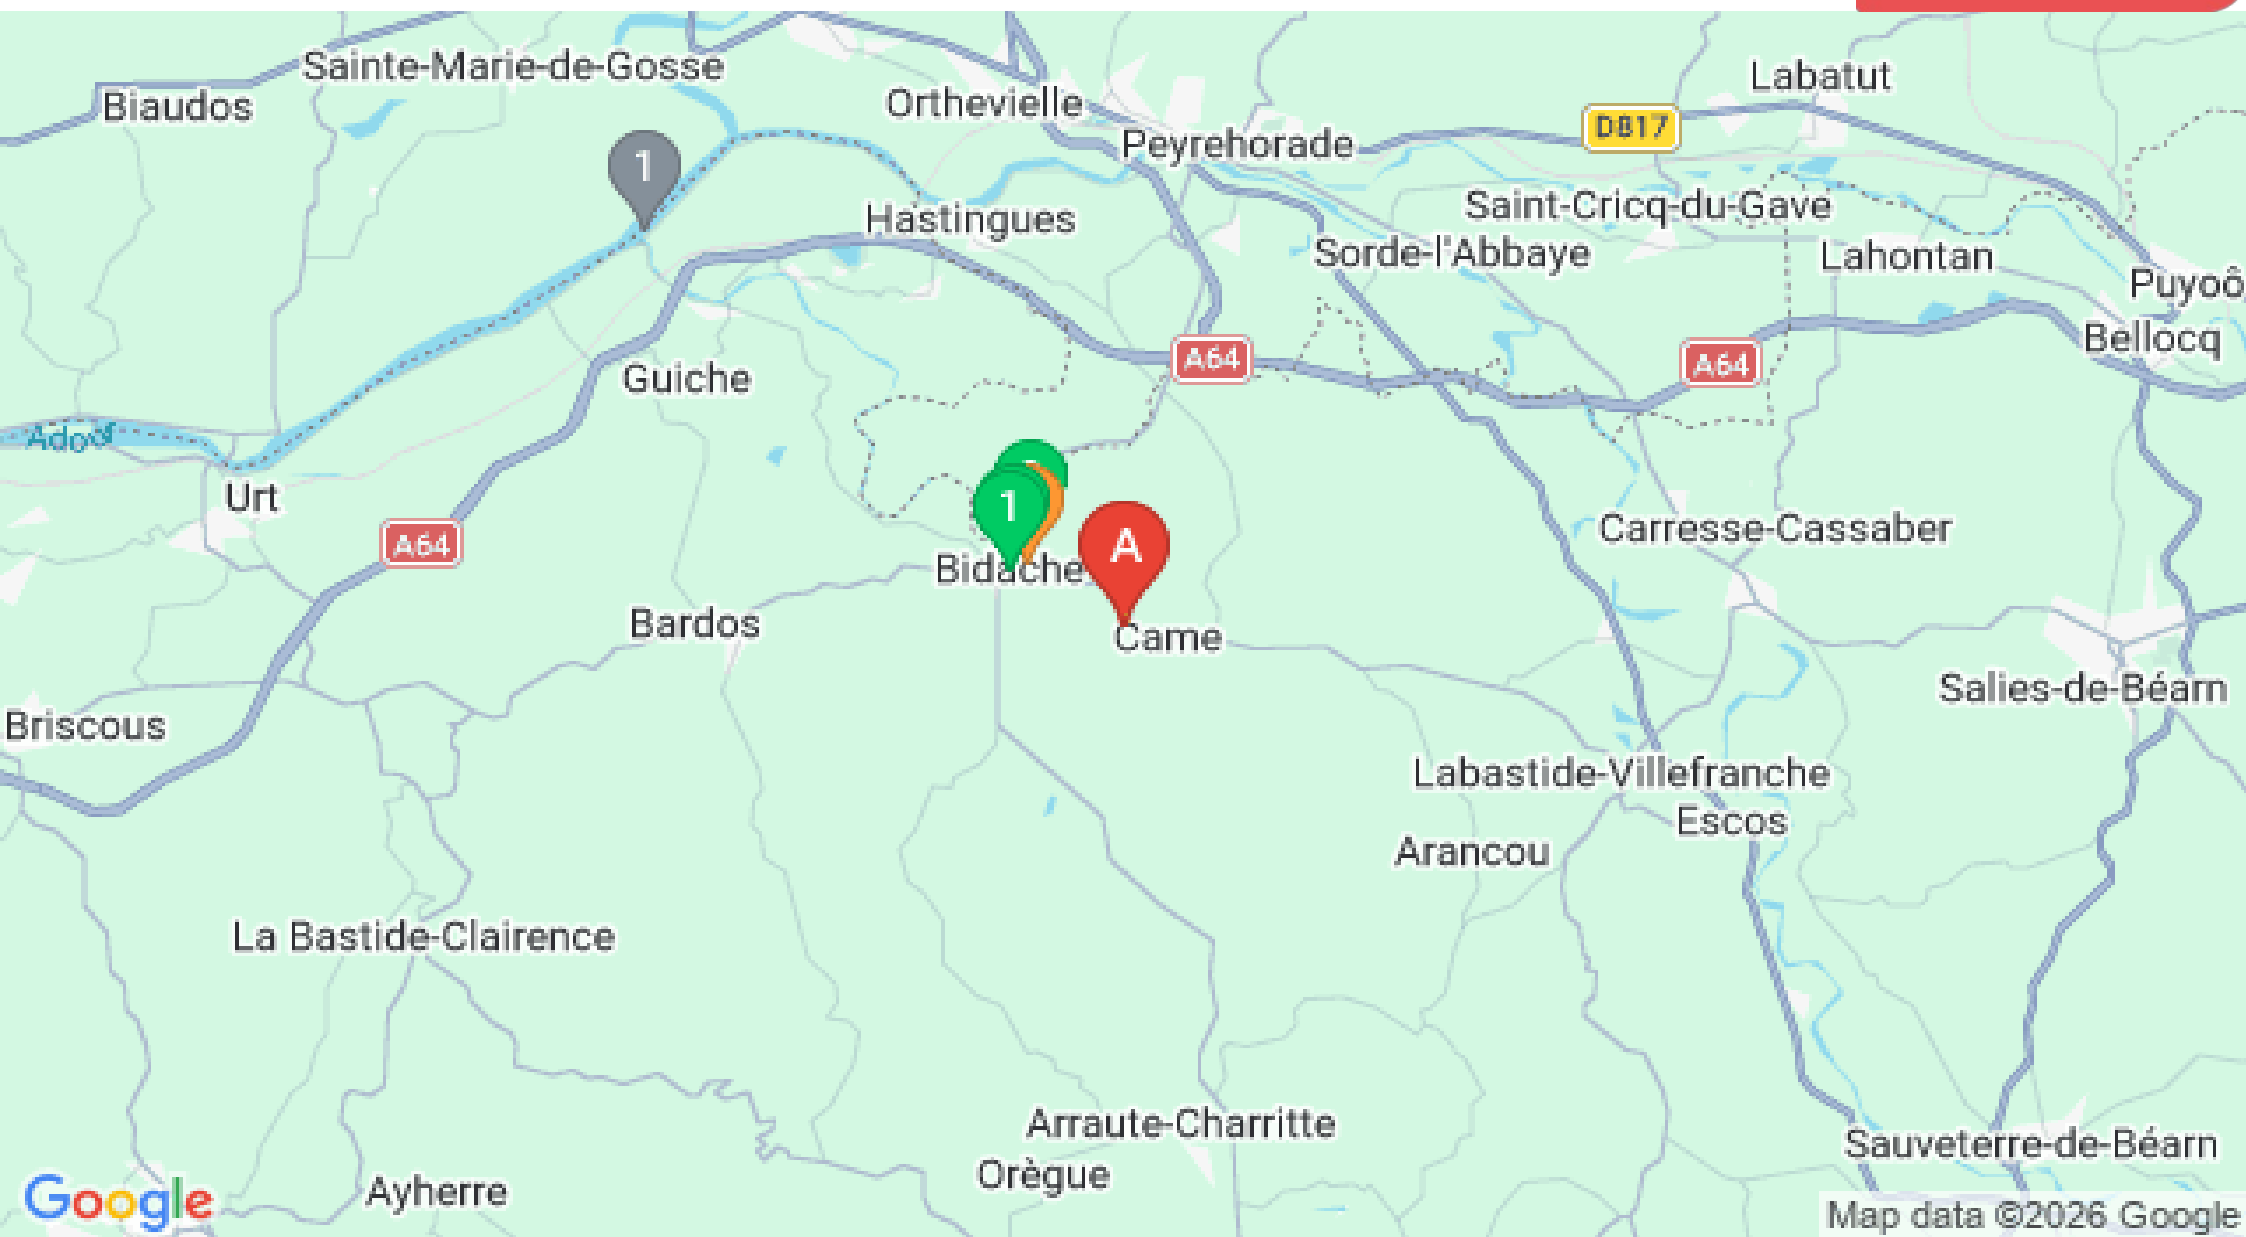 Sainte-Marie-de-Gosse
Labatut
Biaudos
Orthevielle
D817
Peyrehorade
1
Saint-Cricq-du-Gave
Hastingues
Sorde-l'Abbaye
Lahontan
Puyoô
Bellocq
A64
A64
Guiche
Adour
Urt
1
Carresse-Cassaber
A64
A
Bidache
Bardos
Came
Salies-de-Béarn
Briscous
Labastide-Villefranche
Escos
Arancou
La Bastide-Clairence
Arraute-Charritte
Sauveterre-de-Béarn
Orègue
Ayherre
Google
Map data ©2026 Google